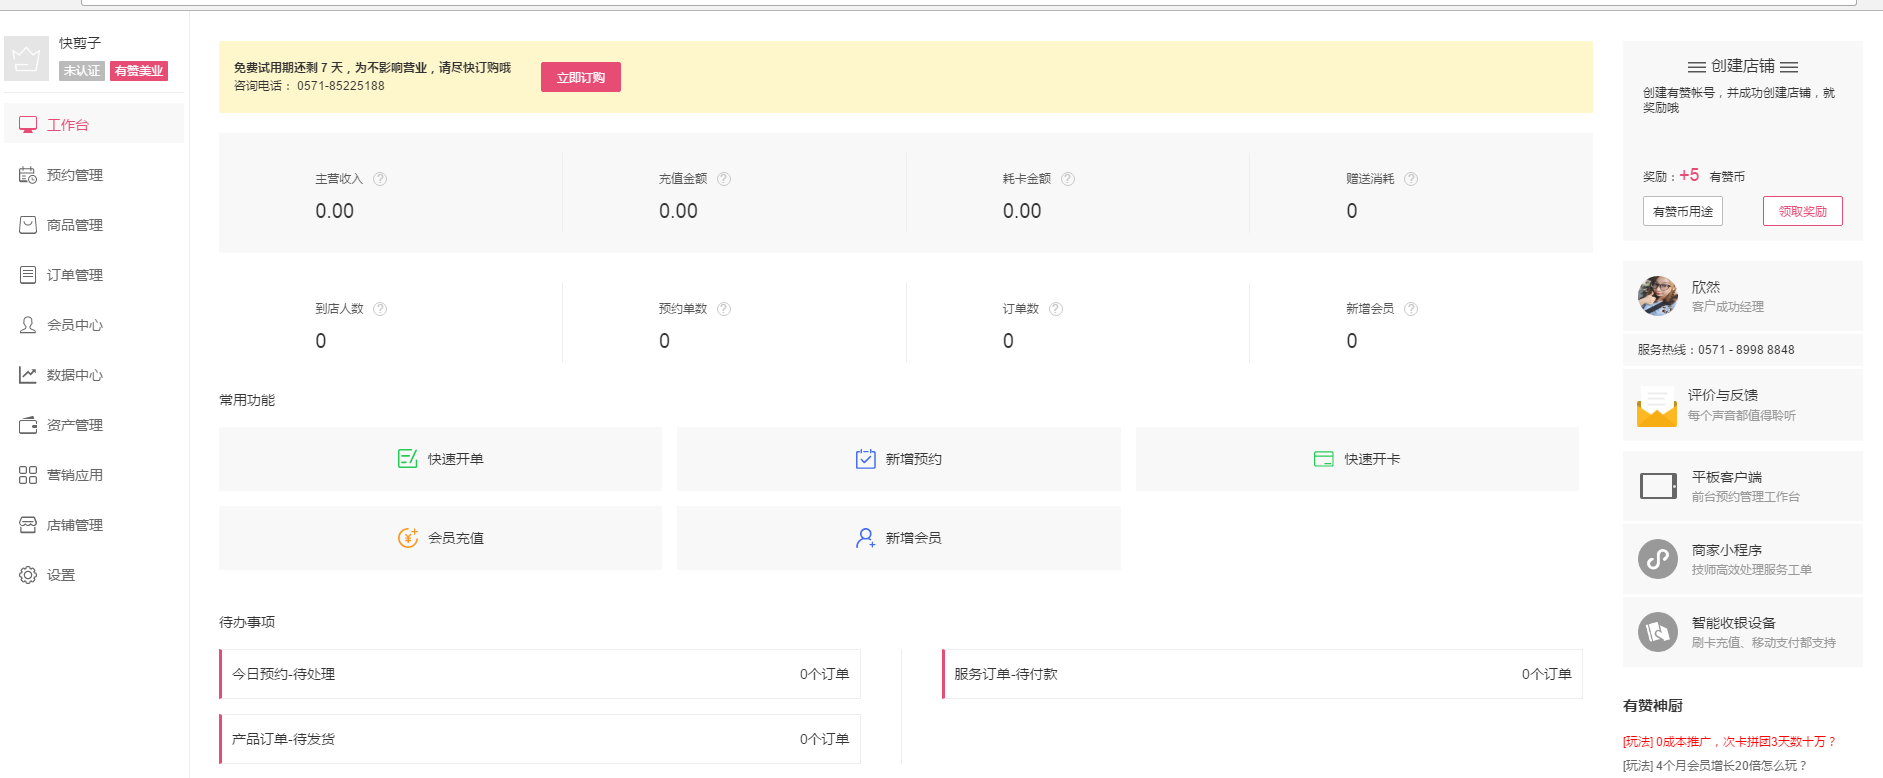 快剪子
未认证 有赞美业
工作台
预约管理
商品管理
订单管理
会员中心
数据中心
资产管理
营销应用
店铺管理
设置
免费试用期还剩 7 天，为不影响营业，请尽快订购哦
咨询电话： 0571-85225188
立即订购
主营收入 ?
0.00
充值金额 ?
0.00
耗卡金额 ?
0.00
赠送消耗 ?
0
到店人数 ?
0
预约单数 ?
0
订单数 ?
0
新增会员 ?
0
常用功能
快速开单
新增预约
快速开卡
会员充值
新增会员
待办事项
今日预约-待处理 0个订单
服务订单-待付款 0个订单
产品订单-待发货 0个订单
创建店铺
创建有赞帐号，并成功创建店铺，就
奖励哦
奖励：+5 有赞币
有赞币用途 领取奖励
欣然
客户成功经理
服务热线：0571 - 8998 8848
评价与反馈
每个声音都值得聆听
平板客户端
前台预约管理工作台
商家小程序
技师高效处理服务工单
智能收银设备
刷卡充值、移动支付都支持
有赞神厨
[玩法] 0成本推广，次卡拼团3天数十万？
[玩法] 4个月会员增长20倍怎么玩？